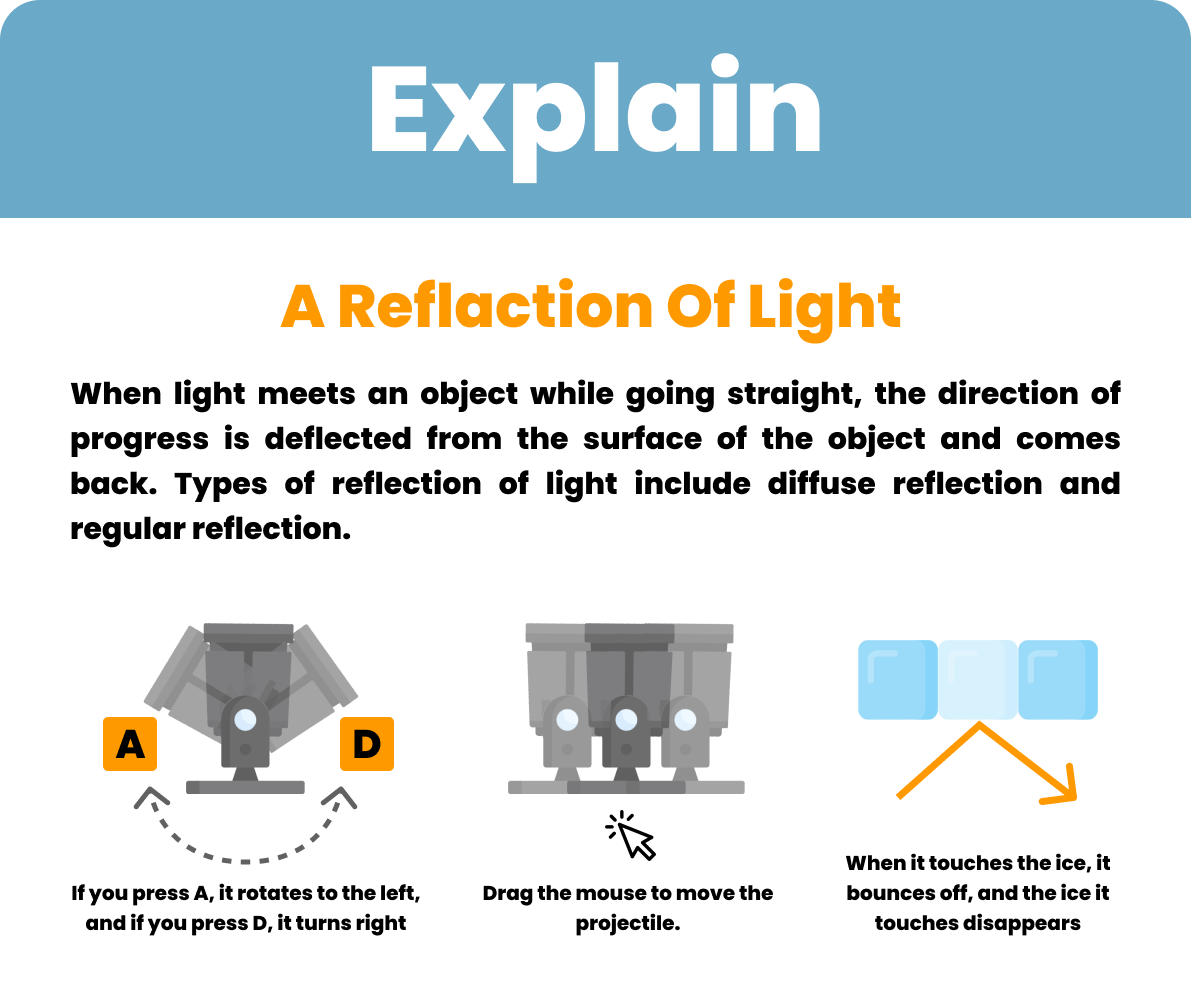 Explain
A Reflaction Of Light
When light meets an object while going straight, the direction of
progress is deflected from the surface of the object and comes
back. Types of reflection of light include diffuse reflection and
regular reflection.
A
D
If you press A, it rotates to the left,
and if you press D, it turns right
Drag the mouse to move the
projectile.
When it touches the ice, it
bounces off, and the ice it
touches disappears